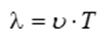 λ = υ · T